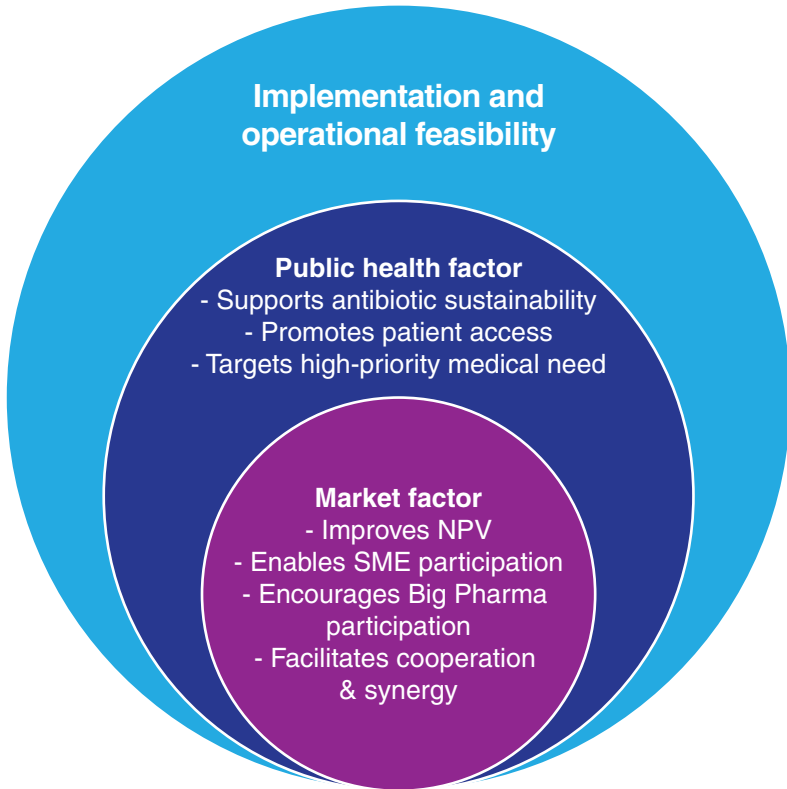 Implementation and
operational feasibility
Public health factor
- Supports antibiotic sustainability
- Promotes patient access
- Targets high-priority medical need
Market factor
- Improves NPV
- Enables SME participation
- Encourages Big Pharma
participation
- Facilitates cooperation
& synergy